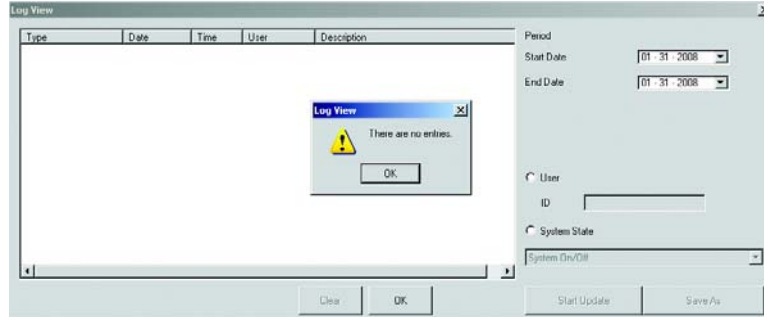 Log View
Type Date Time User Description
Period
Start Date 01 - 31 - 2008
End Date 01 - 31 - 2008
Log View
There are no entries.
OK
User
ID
System State
System On/Off
Clear OK Start Update Save As